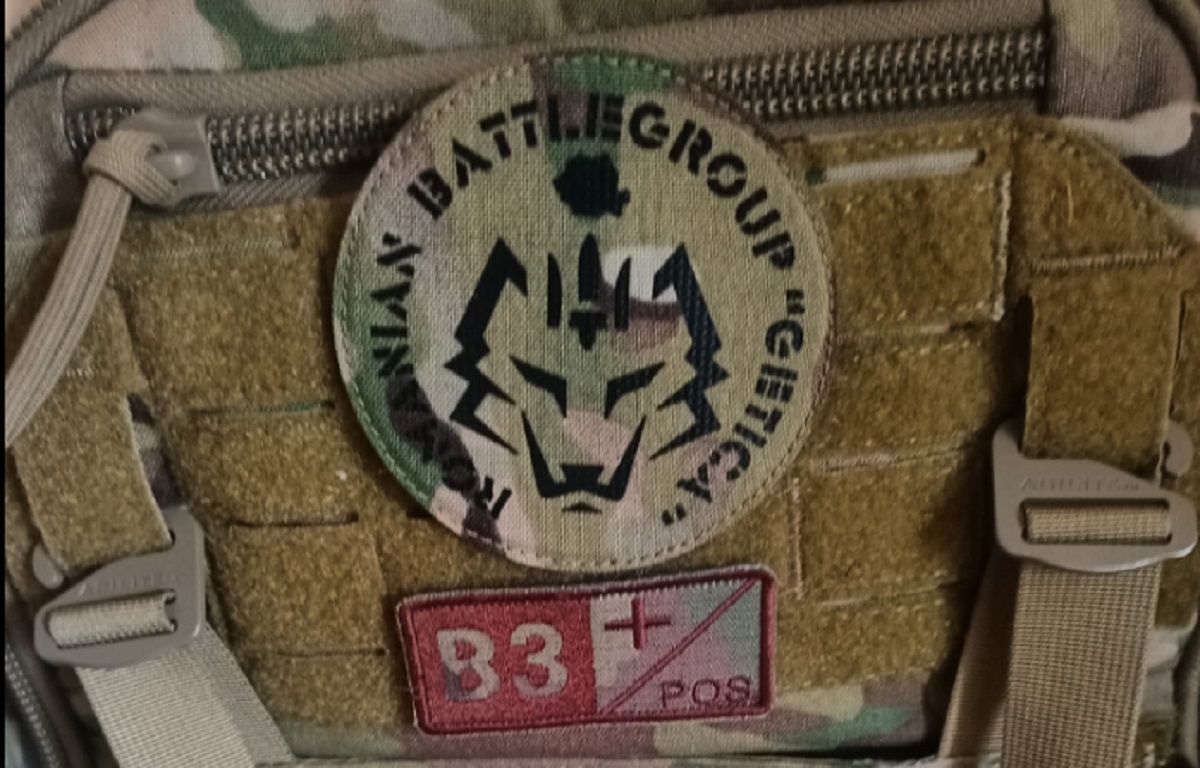 ROMANIAN BATTLEGROUP "GETICA"
B3 +
POS